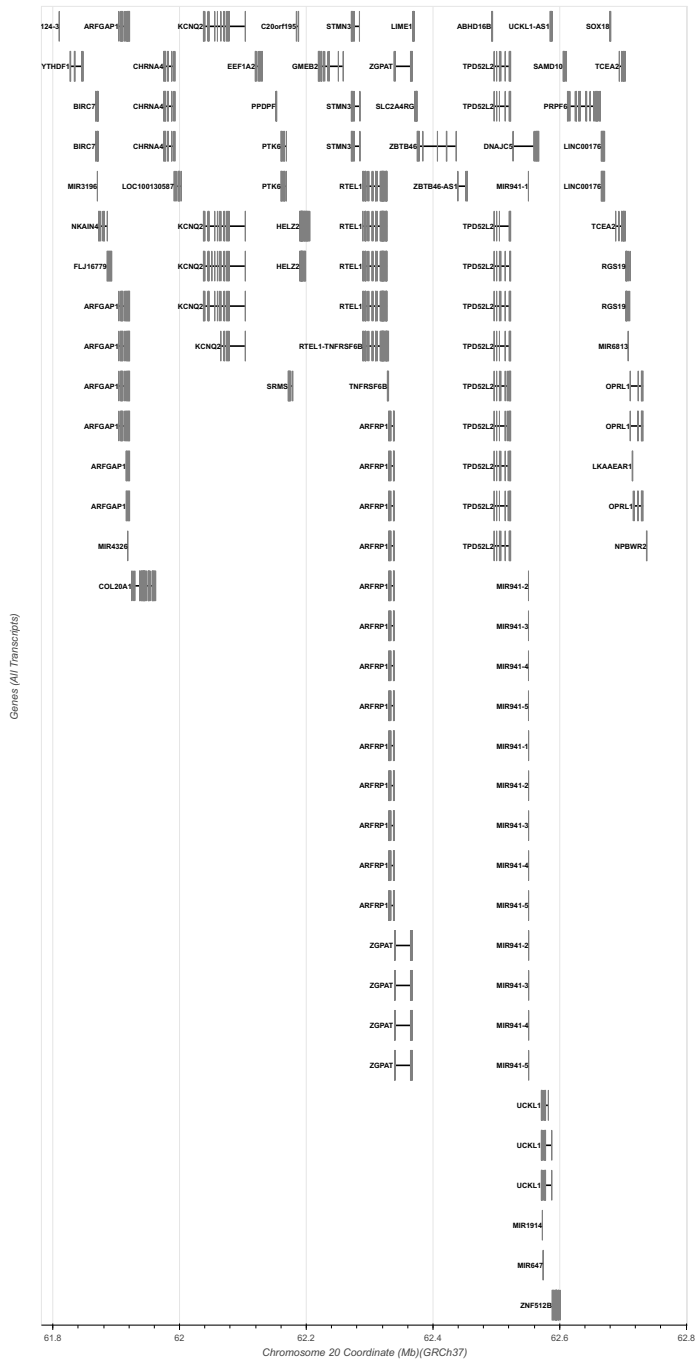 124-3 ARFGAP1 KCNQ2 C20orf195 STMN3 LIME1 ABHD16B UCKL1-AS1 SOX18
YTHDF1 CHRNA4 EEF1A2 GMEB2 ZGPAT TPD52L2 SAMD10 TCEA2
BIRC7 CHRNA4 PPDPF STMN3 SLC2A4RG TPD52L2 PRPF6
BIRC7 CHRNA4 PTK6 STMN3 ZBTB46 DNAJC5 LINC00176
MIR3196 LOC100130587 PTK6 RTEL1 ZBTB46-AS1 MIR941-1 LINC00176
NKAIN4 KCNQ2 HELZ2 RTEL1 TPD52L2 TCEA2
FLJ16779 KCNQ2 HELZ2 RTEL1 TPD52L2 RGS19
ARFGAP1 KCNQ2 RTEL1 TPD52L2 RGS19
ARFGAP1 KCNQ2 RTEL1-TNFRSF6B TPD52L2 MIR6813
ARFGAP1 SRMS TNFRSF6B TPD52L2 OPRL1
ARFGAP1 ARFRP1 TPD52L2 OPRL1
ARFGAP1 ARFRP1 TPD52L2 LKAAEAR1
ARFGAP1 ARFRP1 TPD52L2 OPRL1
MIR4326 ARFRP1 TPD52L2 NPBWR2
COL20A1 ARFRP1 MIR941-2
ARFRP1 MIR941-3
ARFRP1 MIR941-4
ARFRP1 MIR941-5
ARFRP1 MIR941-1
ARFRP1 MIR941-2
ARFRP1 MIR941-3
ARFRP1 MIR941-4
ARFRP1 MIR941-5
ZGPAT MIR941-2
ZGPAT MIR941-3
ZGPAT MIR941-4
ZGPAT MIR941-5
UCKL1
UCKL1
UCKL1
MIR1914
MIR647
ZNF512B
Genes (All Transcripts)
61.8 62 62.2 62.4 62.6 62.8
Chromosome 20 Coordinate (Mb)(GRCh37)